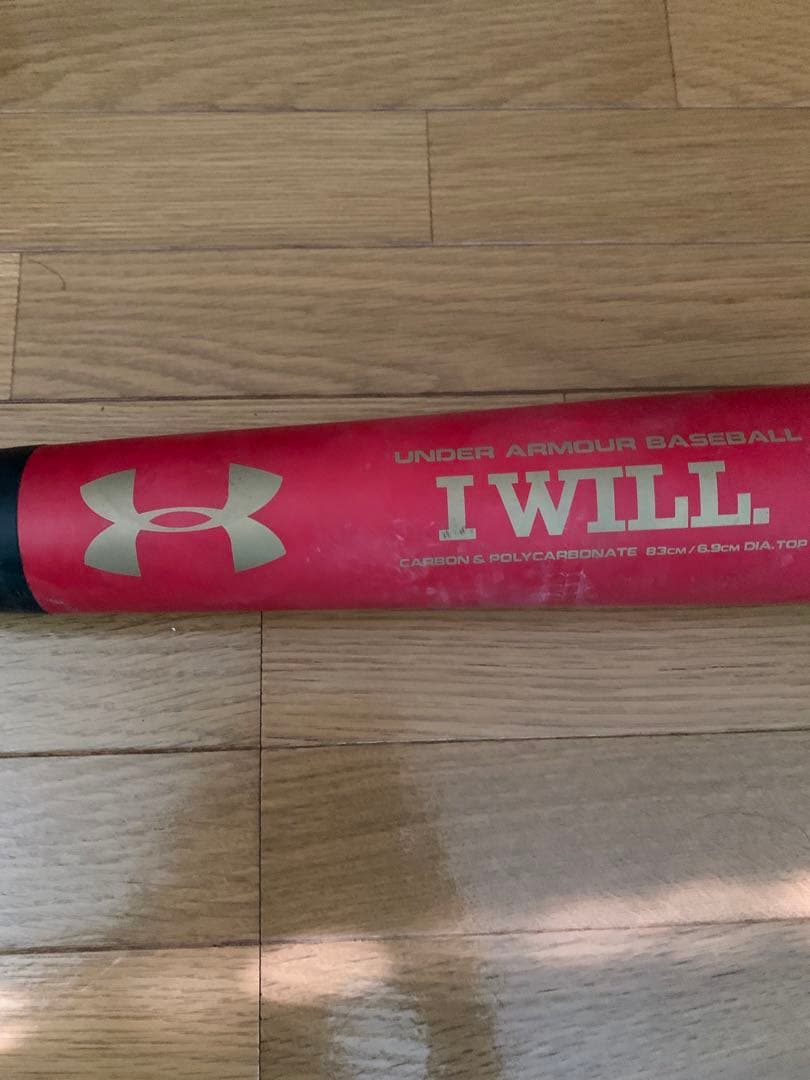 UNDER ARMOUR BASEBALL
I WILL.
CARBON & POLYCARBONATE 83CM/6.9CM DIA. TOP